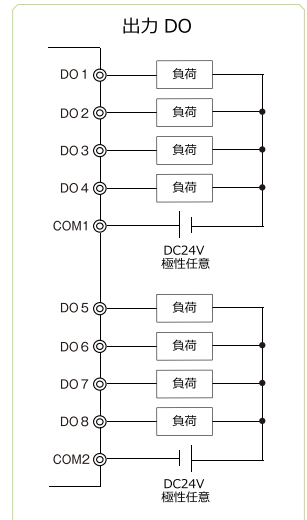 出力 DO
DO 1 負荷
DO 2 負荷
DO 3 負荷
DO 4 負荷
COM1
DC24V
極性任意
DO 5 負荷
DO 6 負荷
DO 7 負荷
DO 8 負荷
COM2
DC24V
極性任意